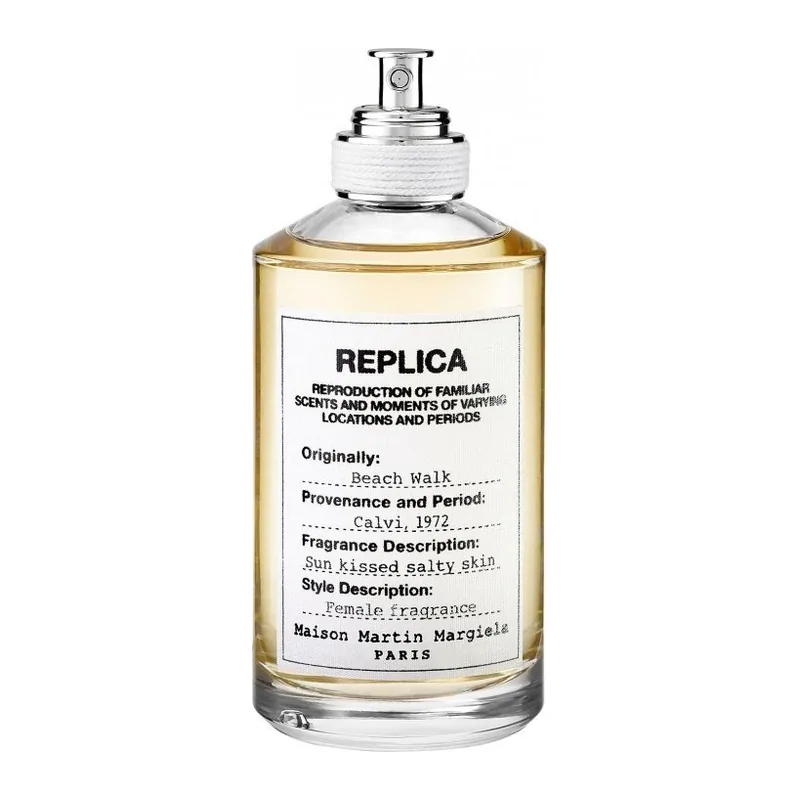 REPLICA
REPRODUCTION OF FAMILIAR
SCENTS AND MOMENTS OF VARYING
LOCATIONS AND PERIODS
Originally:
Beach Walk
Provenance and Period:
Calvi, 1972
Fragrance Description:
Sun kissed salty skin
Style Description:
Female fragrance
Maison Martin Margiela
PARIS